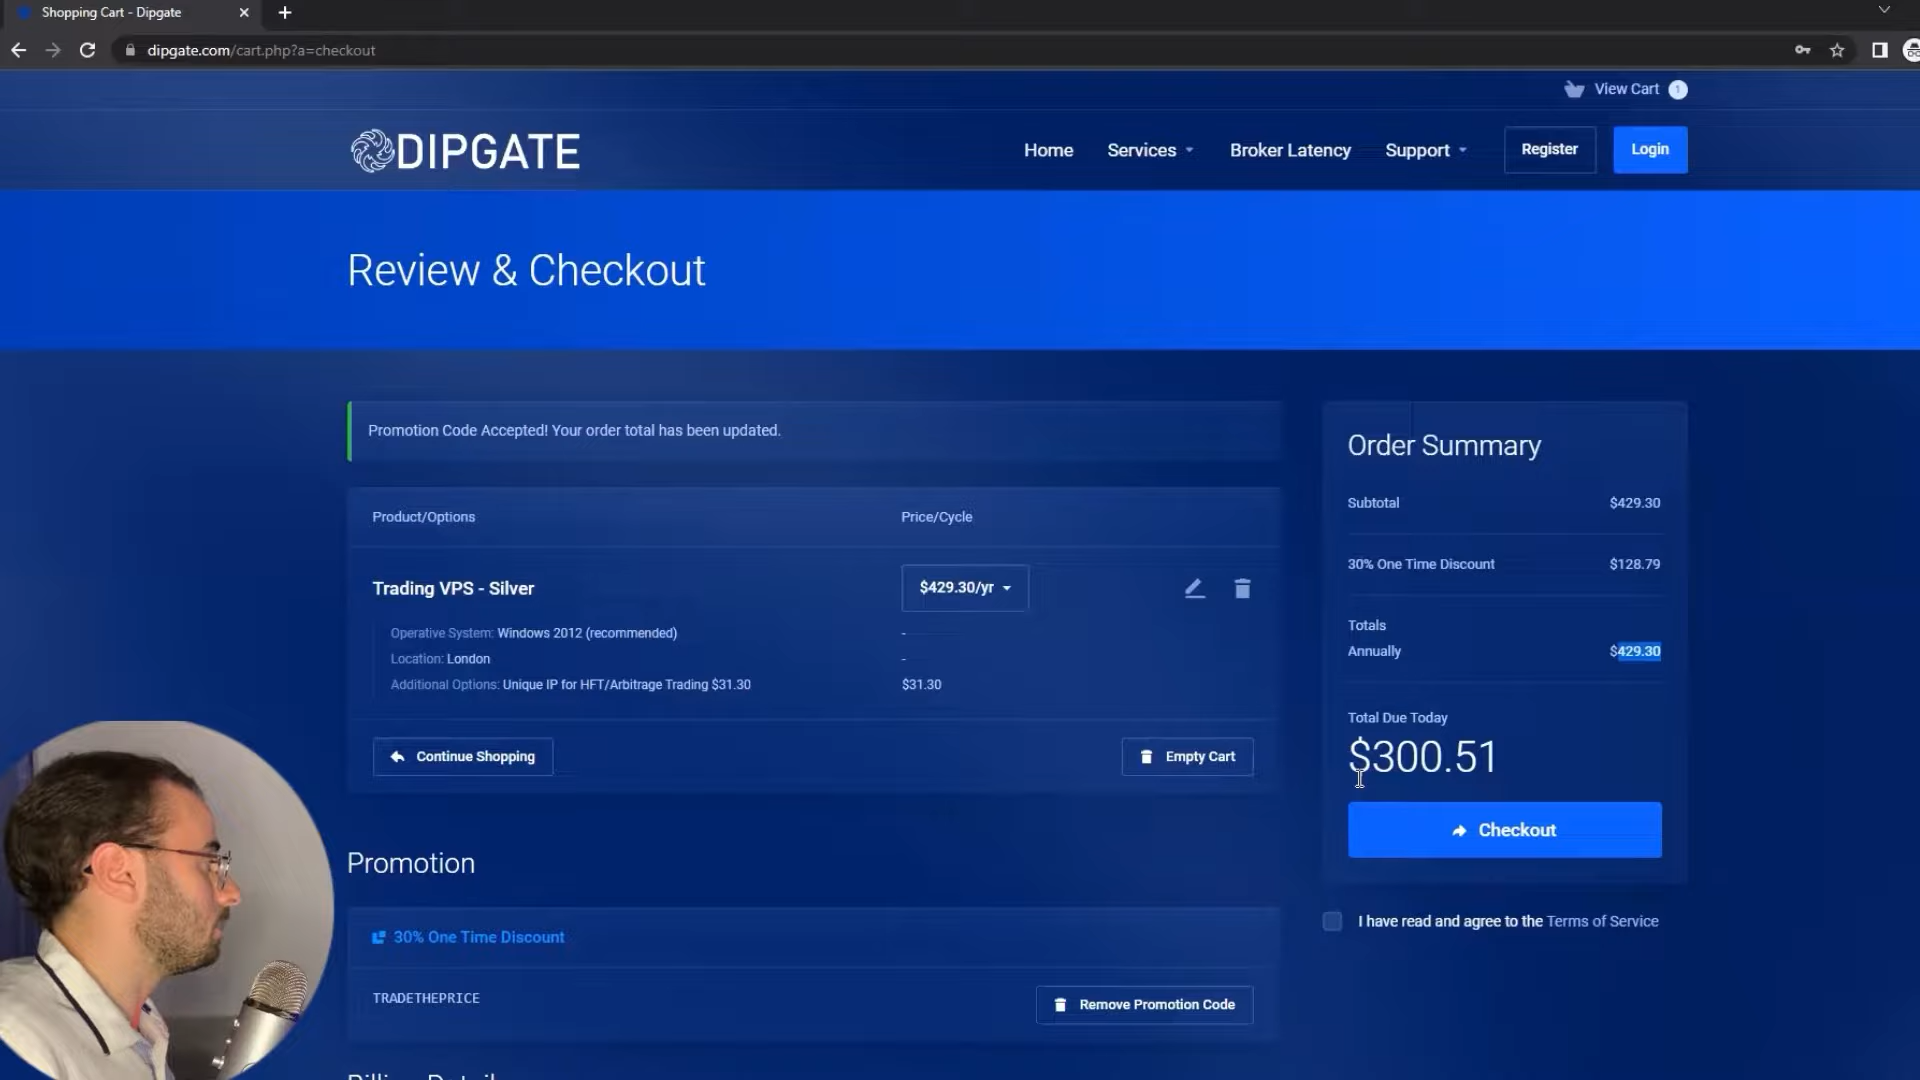 Shopping Cart - Dipgate
dipgate.com/cart.php?a=checkout
View Cart 1
DIPGATE
Home Services Broker Latency Support Register Login
Review & Checkout
Promotion Code Accepted! Your order total has been updated.
Product/Options Price/Cycle
Trading VPS - Silver $429.30/yr
Operative System: Windows 2012 (recommended) -
Location: London -
Additional Options: Unique IP for HFT/Arbitrage Trading $31.30 $31.30
Continue Shopping Empty Cart
Order Summary
Subtotal $429.30
30% One Time Discount $128.79
Totals
Annually $429.30
Total Due Today
$300.51
Checkout
I have read and agree to the Terms of Service
Promotion
30% One Time Discount
TRADETHEPRICE Remove Promotion Code